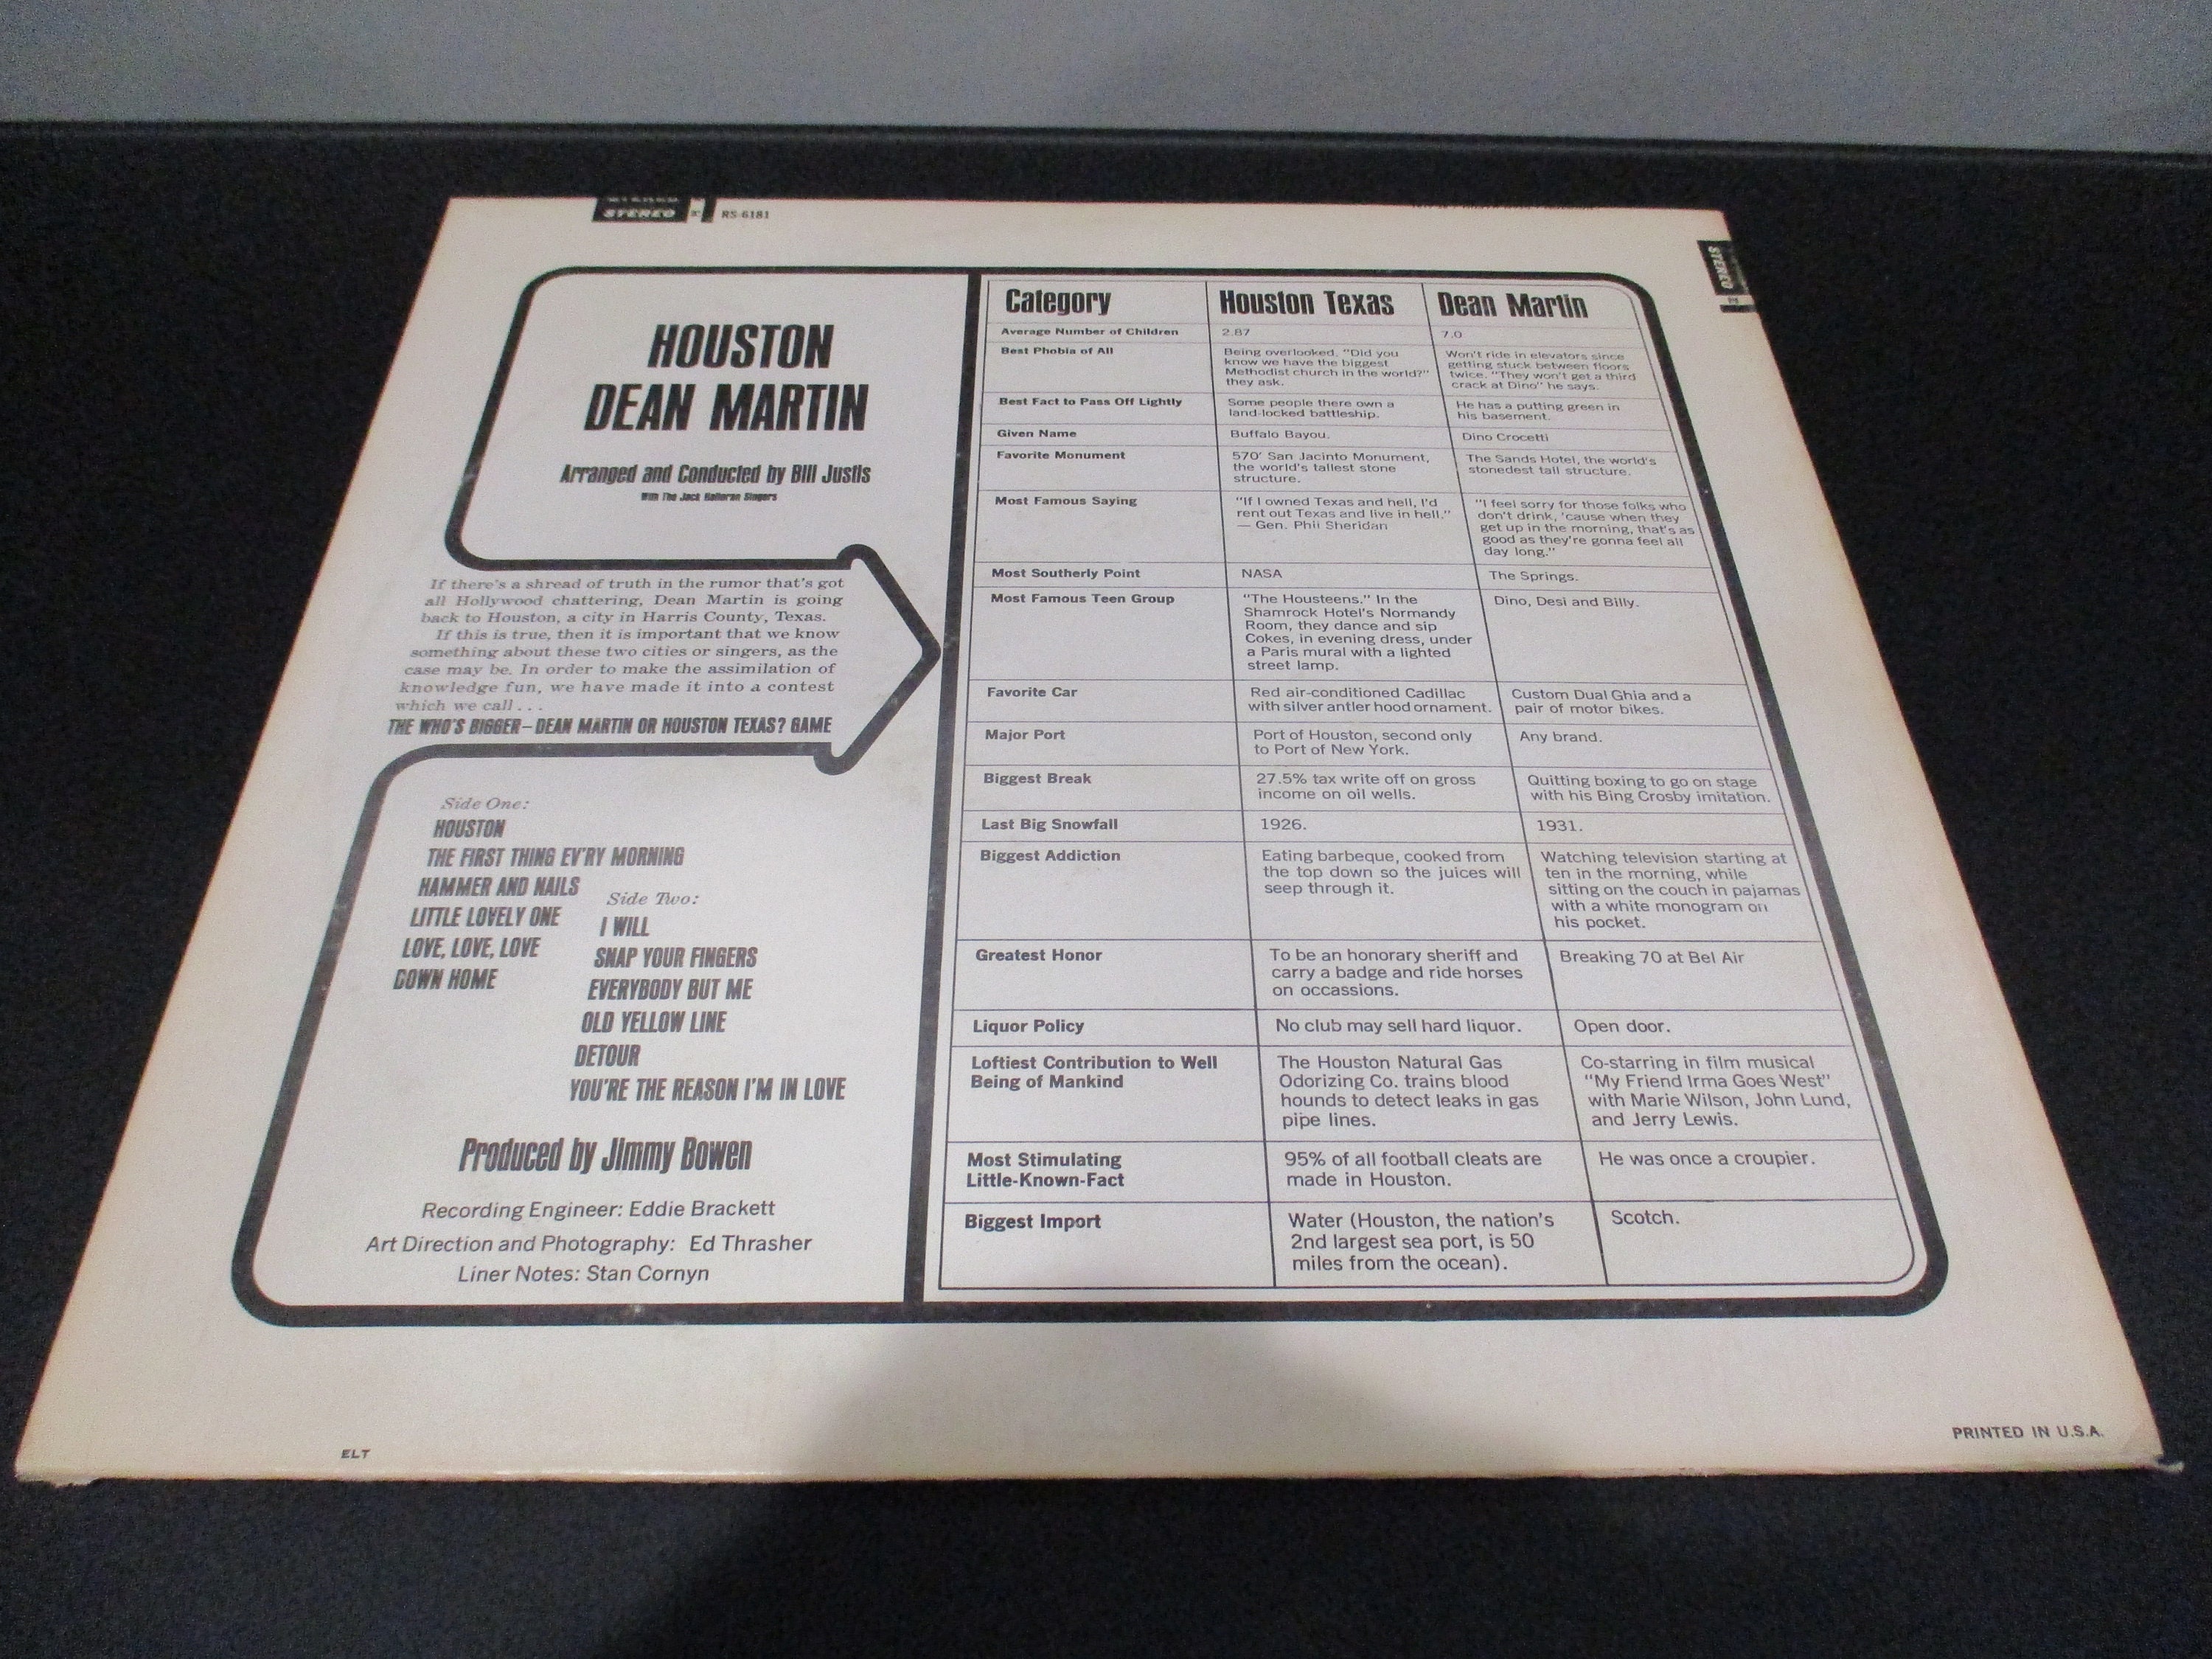 STEREO
RS 6181
STEREO
HOUSTON
DEAN MARTIN
Arranged and Conducted by Bill Justis
With The Jack Halloran Singers
If there's a shread of truth in the rumor that's got
all Hollywood chattering, Dean Martin is going
back to Houston, a city in Harris County, Texas.
If this is true, then it is important that we know
something about these two cities or singers, as the
case may be. In order to make the assimilation of
knowledge fun, we have made it into a contest
which we call . . .
THE WHO'S BIGGER—DEAN MARTIN OR HOUSTON TEXAS? GAME
Side One:
HOUSTON
THE FIRST THING EV'RY MORNING
HAMMER AND NAILS
LITTLE LOVELY ONE
LOVE, LOVE, LOVE
DOWN HOME
Side Two:
I WILL
SNAP YOUR FINGERS
EVERYBODY BUT ME
OLD YELLOW LINE
DETOUR
YOU'RE THE REASON I'M IN LOVE
Produced by Jimmy Bowen
Recording Engineer: Eddie Brackett
Art Direction and Photography: Ed Thrasher
Liner Notes: Stan Cornyn
Category Houston Texas Dean Martin
Average Number of Children 2.87 7.0
Best Phobia of All
Being overlooked. "Did you
know we have the biggest
Methodist church in the world?"
they ask.
Won't ride in elevators since
getting stuck between floors
twice. "They won't get a third
crack at Dino" he says.
Best Fact to Pass Off Lightly
Some people there own a
land-locked battleship.
He has a putting green in
his basement.
Given Name Buffalo Bayou. Dino Crocetti
Favorite Monument
570' San Jacinto Monument,
the world's tallest stone
structure.
The Sands Hotel, the world's
stonedest tall structure.
Most Famous Saying
"If I owned Texas and hell, I'd
rent out Texas and live in hell."
— Gen. Phil Sheridan
"I feel sorry for those folks who
don't drink, 'cause when they
get up in the morning, that's as
good as they're gonna feel all
day long."
Most Southerly Point NASA The Springs.
Most Famous Teen Group
"The Housteens." In the
Shamrock Hotel's Normandy
Room, they dance and sip
Cokes, in evening dress, under
a Paris mural with a lighted
street lamp.
Dino, Desi and Billy.
Favorite Car
Red air-conditioned Cadillac
with silver antler hood ornament.
Custom Dual Ghia and a
pair of motor bikes.
Major Port
Port of Houston, second only
to Port of New York.
Any brand.
Biggest Break
27.5% tax write off on gross
income on oil wells.
Quitting boxing to go on stage
with his Bing Crosby imitation.
Last Big Snowfall 1926. 1931.
Biggest Addiction
Eating barbeque, cooked from
the top down so the juices will
seep through it.
Watching television starting at
ten in the morning, while
sitting on the couch in pajamas
with a white monogram on
his pocket.
Greatest Honor
To be an honorary sheriff and
carry a badge and ride horses
on occassions.
Breaking 70 at Bel Air
Liquor Policy No club may sell hard liquor. Open door.
Loftiest Contribution to Well
Being of Mankind
The Houston Natural Gas
Odorizing Co. trains blood
hounds to detect leaks in gas
pipe lines.
Co-starring in film musical
"My Friend Irma Goes West"
with Marie Wilson, John Lund,
and Jerry Lewis.
Most Stimulating
Little-Known-Fact
95% of all football cleats are
made in Houston.
He was once a croupier.
Biggest Import
Water (Houston, the nation's
2nd largest sea port, is 50
miles from the ocean).
Scotch.
ELT
PRINTED IN U.S.A.